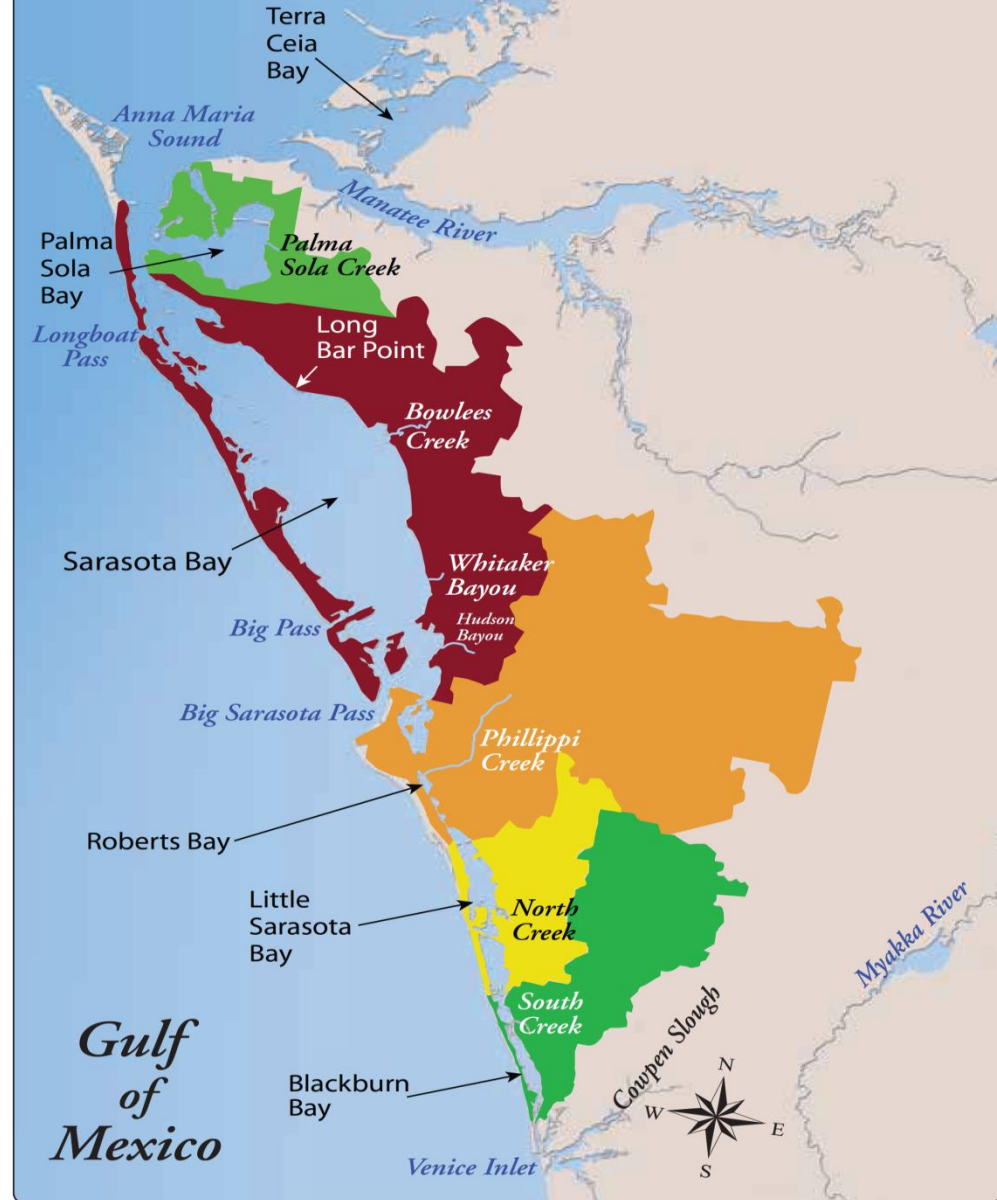 Terra
Ceia
Bay
Anna Maria
Sound
Manatee River
Palma
Sola
Bay
Palma
Sola Creek
Longboat
Pass
Long
Bar Point
Bowlees
Creek
Sarasota Bay
Whitaker
Bayou
Hudson
Bayou
Big Pass
Big Sarasota Pass
Phillippi
Creek
Roberts Bay
Little
Sarasota
Bay
North
Creek
Myakka River
South
Creek
Cowpen Slough
Gulf
of
Mexico
Blackburn
Bay
N
W
E
S
Venice Inlet